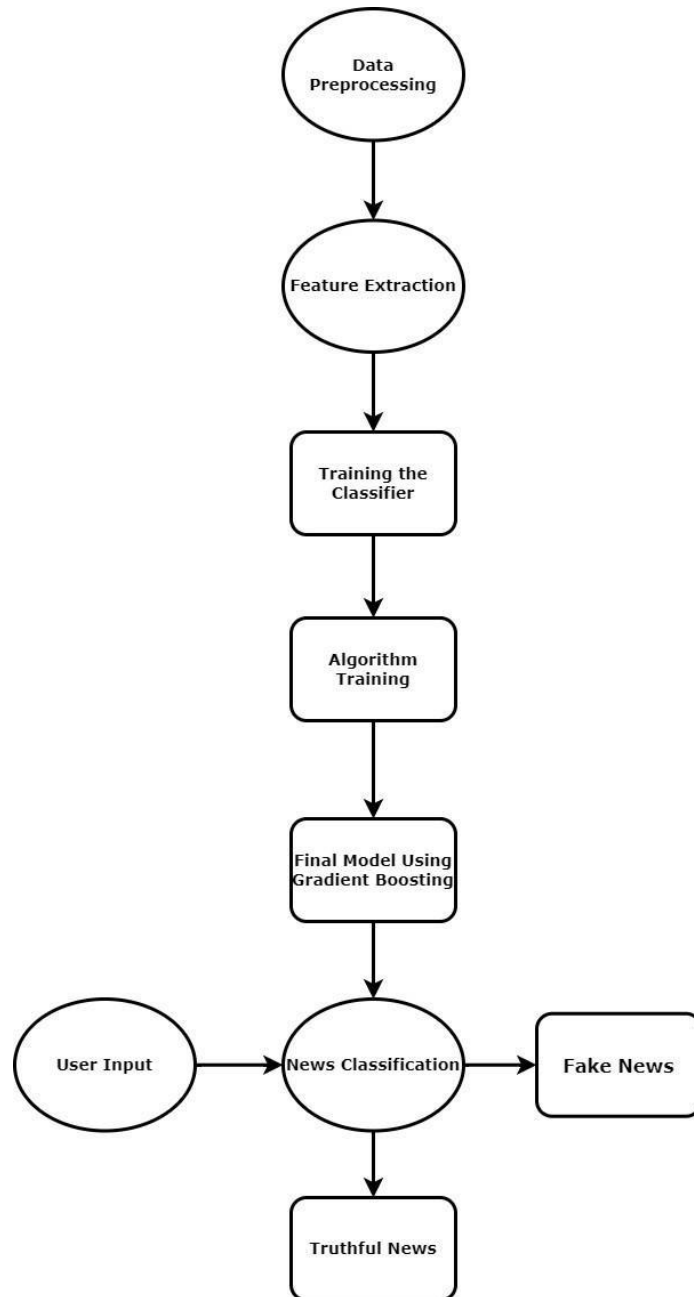 Data
Preprocessing
Feature Extraction
Training the
Classifier
Algorithm
Training
Final Model Using
Gradient Boosting
User Input
News Classification
Fake News
Truthful News